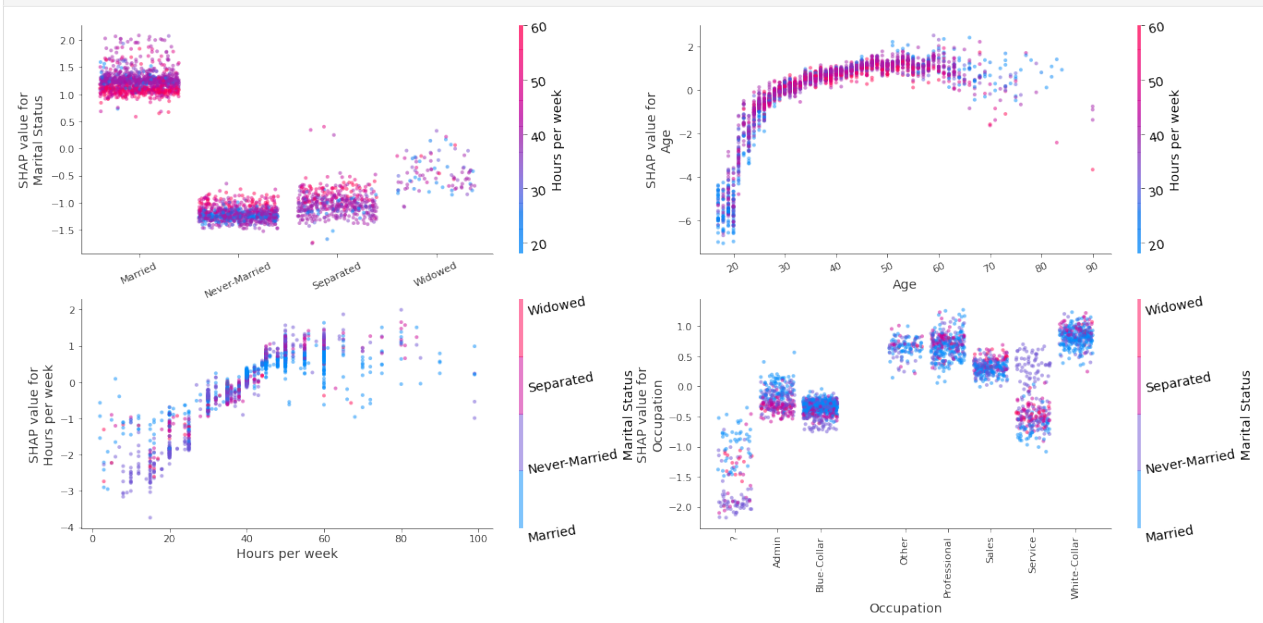 SHAP value for
Marital Status
2.0
1.5
1.0
0.5
0.0
−0.5
−1.0
−1.5
Married
Never-Married
Separated
Widowed
60
50
40
30
20
Hours per week
SHAP value for
Age
2
0
−2
−4
−6
20
30
40
50
60
70
80
90
Age
60
50
40
30
20
Hours per week
SHAP value for
Hours per week
2
1
0
−1
−2
−3
−4
0
20
40
60
80
100
Hours per week
Widowed
Separated
Never-Married
Married
Marital Status
SHAP value for
Occupation
1.0
0.5
0.0
−0.5
−1.0
−1.5
−2.0
?
Admin
Blue-Collar
Other
Professional
Sales
Service
White-Collar
Occupation
Widowed
Separated
Never-Married
Married
Marital Status